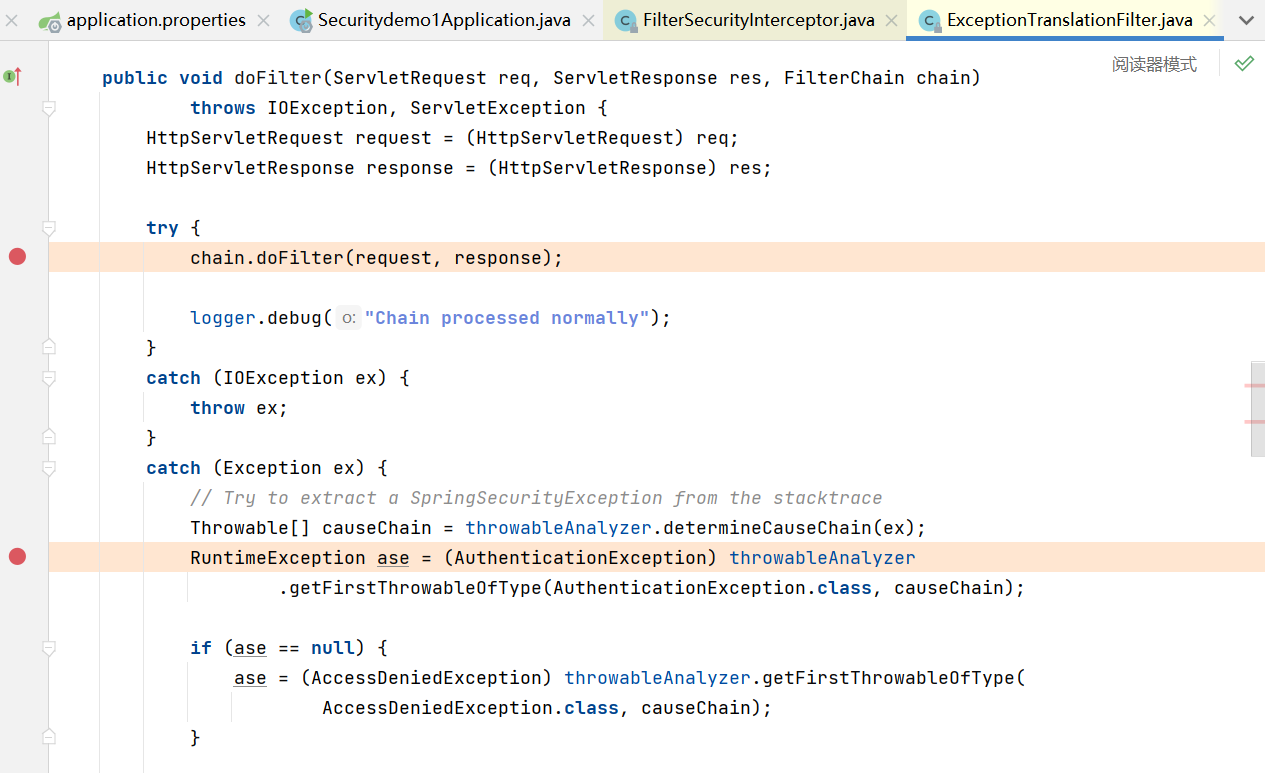 application.properties Securitydemo1Application.java FilterSecurityInterceptor.java ExceptionTranslationFilter.java
阅读器模式
public void doFilter(ServletRequest req, ServletResponse res, FilterChain chain)
throws IOException, ServletException {
HttpServletRequest request = (HttpServletRequest) req;
HttpServletResponse response = (HttpServletResponse) res;
try {
chain.doFilter(request, response);
logger.debug( o: "Chain processed normally");
}
catch (IOException ex) {
throw ex;
}
catch (Exception ex) {
// Try to extract a SpringSecurityException from the stacktrace
Throwable[] causeChain = throwableAnalyzer.determineCauseChain(ex);
RuntimeException ase = (AuthenticationException) throwableAnalyzer
.getFirstThrowableOfType(AuthenticationException.class, causeChain);
if (ase == null) {
ase = (AccessDeniedException) throwableAnalyzer.getFirstThrowableOfType(
AccessDeniedException.class, causeChain);
}